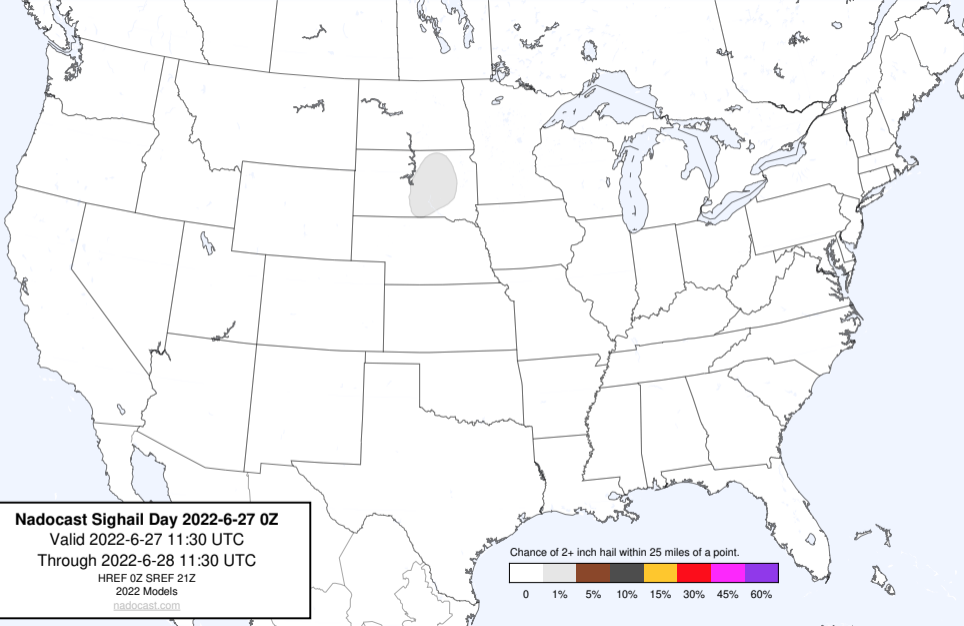 Nadocast Sighail Day 2022-6-27 0Z
Valid 2022-6-27 11:30 UTC
Through 2022-6-28 11:30 UTC
HREF 0Z SREF 21Z
2022 Models
nadocast.com
Chance of 2+ inch hail within 25 miles of a point.
0 1% 5% 10% 15% 30% 45% 60%